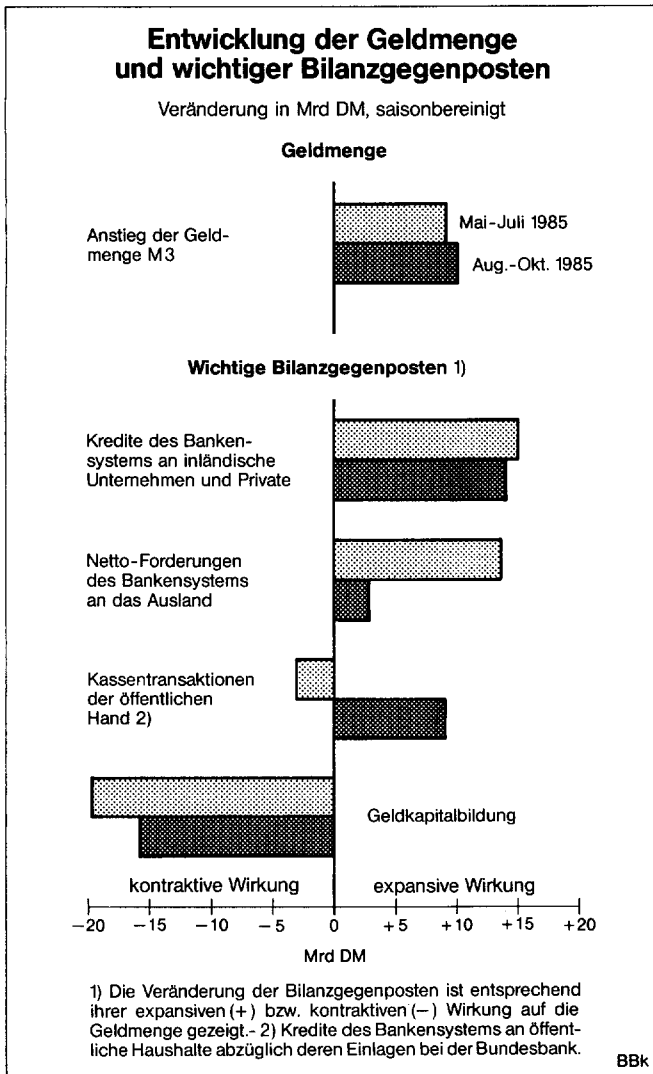 Entwicklung der Geldmenge
und wichtiger Bilanzgegenposten
Veränderung in Mrd DM, saisonbereinigt
Geldmenge
Anstieg der Geld-
menge M3
Mai-Juli 1985
Aug.-Okt. 1985
Wichtige Bilanzgegenposten 1)
Kredite des Banken-
systems an inländische
Unternehmen und Private
Netto-Forderungen
des Bankensystems
an das Ausland
Kassentransaktionen
der öffentlichen
Hand 2)
Geldkapitalbildung
kontraktive Wirkung expansive Wirkung
−20 −15 −10 −5 0 +5 +10 +15 +20
Mrd DM
1) Die Veränderung der Bilanzgegenposten ist entsprechend
ihrer expansiven (+) bzw. kontraktiven (−) Wirkung auf die
Geldmenge gezeigt.- 2) Kredite des Bankensystems an öffent-
liche Haushalte abzüglich deren Einlagen bei der Bundesbank.
BBk